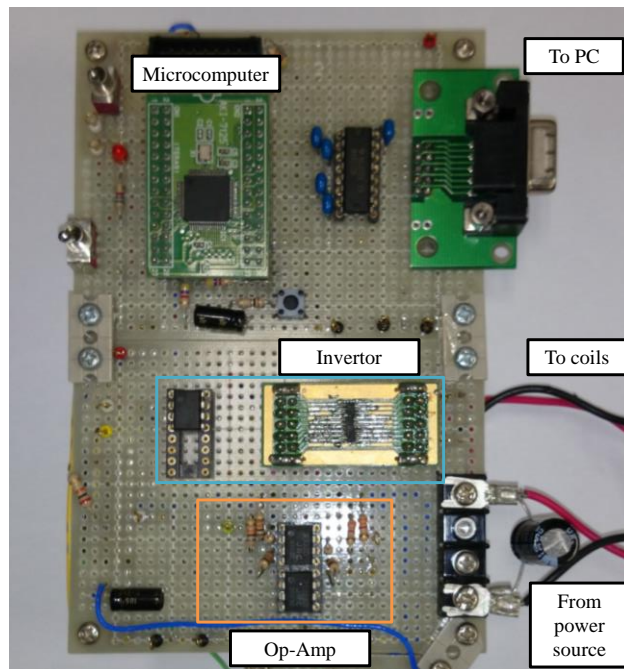 To PC
Microcomputer
Invertor
To coils
From
power
source
Op-Amp